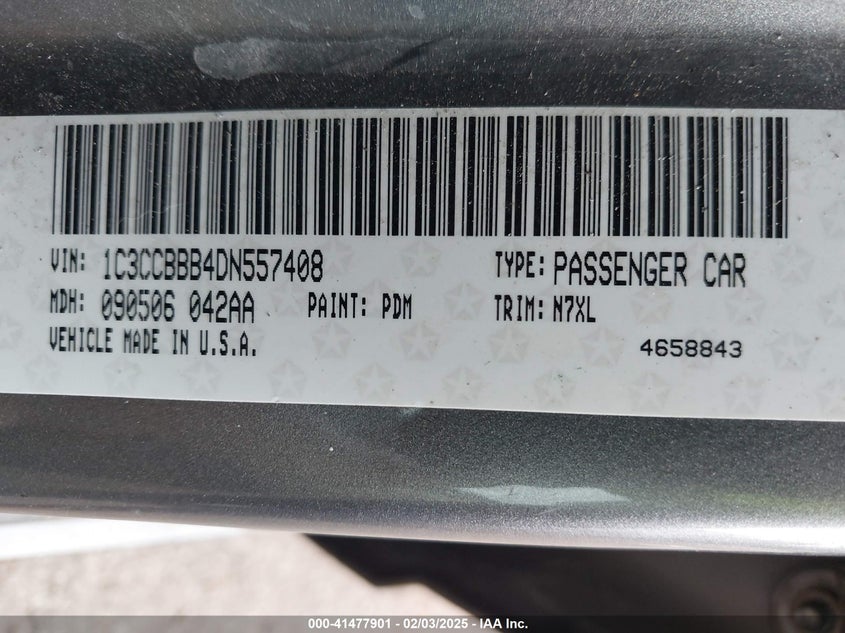 VIN: 1C3CCBBB4DN557408 TYPE: PASSENGER CAR
MDH: 090506 042AA PAINT: PDM TRIM: N7XL
VEHICLE MADE IN U.S.A. 4658843
000-41477901 - 02/03/2025 - IAA Inc.